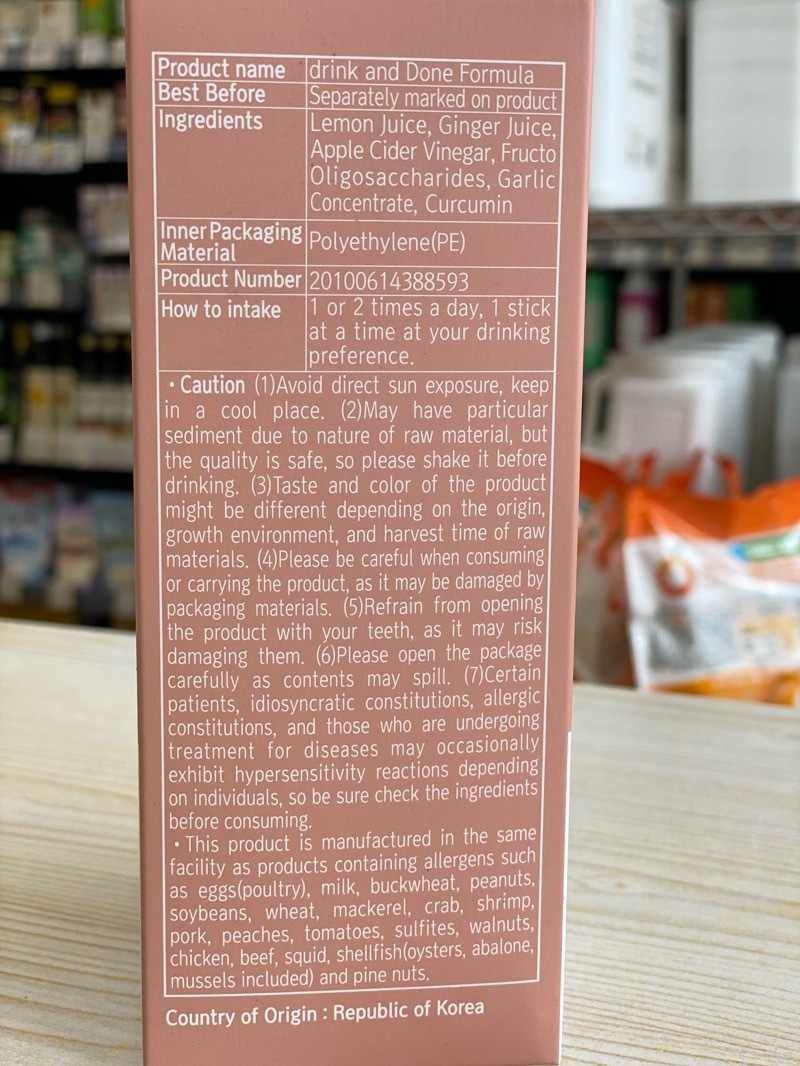 Product name drink and Done Formula
Best Before Separately marked on product
Ingredients Lemon Juice, Ginger Juice,
Apple Cider Vinegar, Fructo
Oligosaccharides, Garlic
Concentrate, Curcumin
Inner Packaging
Material Polyethylene(PE)
Product Number 20100614388593
How to intake 1 or 2 times a day, 1 stick
at a time at your drinking
preference.
• Caution (1)Avoid direct sun exposure, keep
in a cool place. (2)May have particular
sediment due to nature of raw material, but
the quality is safe, so please shake it before
drinking. (3)Taste and color of the product
might be different depending on the origin,
growth environment, and harvest time of raw
materials. (4)Please be careful when consuming
or carrying the product, as it may be damaged by
packaging materials. (5)Refrain from opening
the product with your teeth, as it may risk
damaging them. (6)Please open the package
carefully as contents may spill. (7)Certain
patients, idiosyncratic constitutions, allergic
constitutions, and those who are undergoing
treatment for diseases may occasionally
exhibit hypersensitivity reactions depending
on individuals, so be sure check the ingredients
before consuming.
• This product is manufactured in the same
facility as products containing allergens such
as eggs(poultry), milk, buckwheat, peanuts,
soybeans, wheat, mackerel, crab, shrimp,
pork, peaches, tomatoes, sulfites, walnuts,
chicken, beef, squid, shellfish(oysters, abalone,
mussels included) and pine nuts.
Country of Origin : Republic of Korea